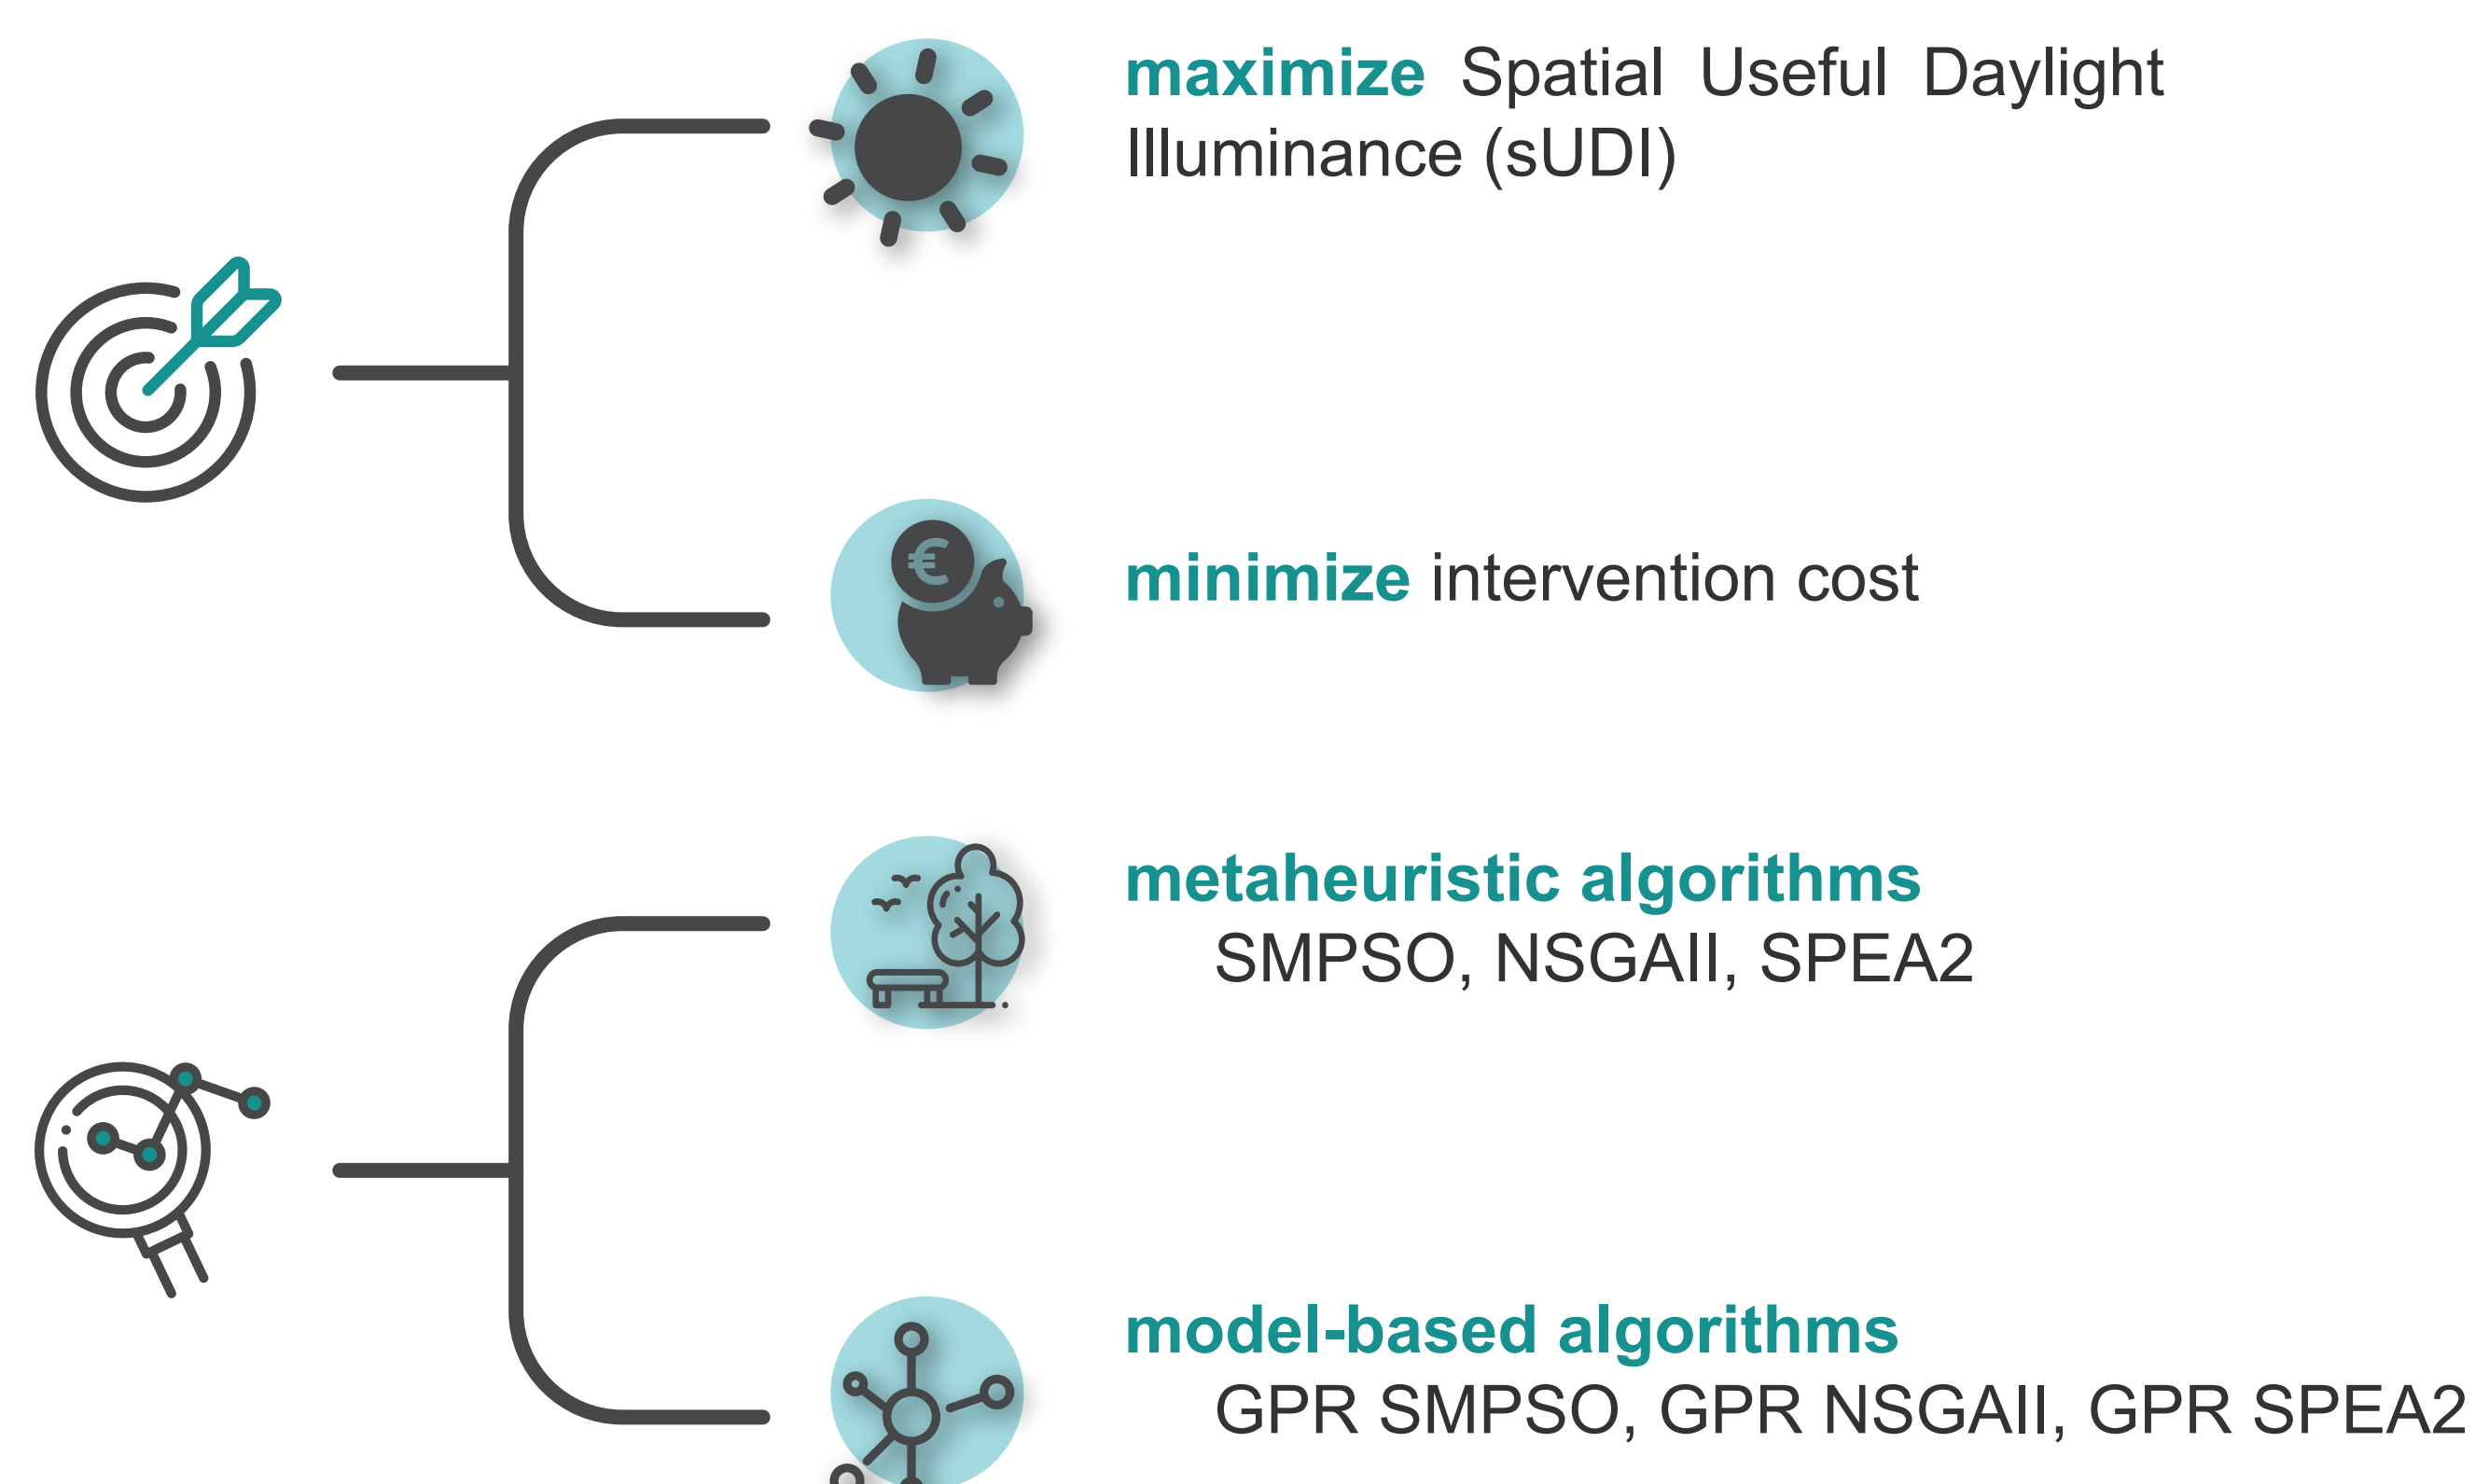 maximize Spatial Useful Daylight
Illuminance (sUDI)
€
minimize intervention cost
metaheuristic algorithms
SMPSO, NSGAII, SPEA2
model-based algorithms
GPR SMPSO, GPR NSGAII, GPR SPEA2